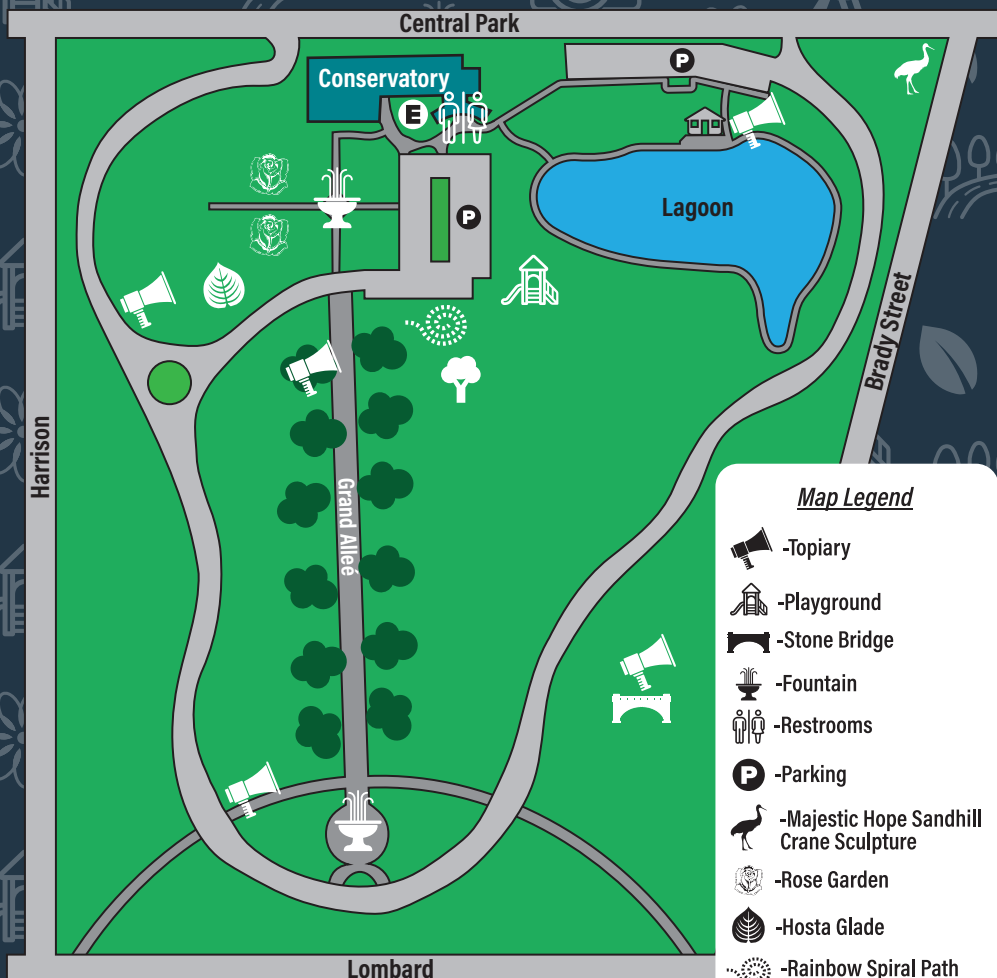 Central Park
Conservatory
E
P
P
Lagoon
Brady Street
Harrison
Grand Alleé
Lombard
Map Legend
-Topiary
-Playground
-Stone Bridge
-Fountain
-Restrooms
P -Parking
-Majestic Hope Sandhill
Crane Sculpture
-Rose Garden
-Hosta Glade
-Rainbow Spiral Path